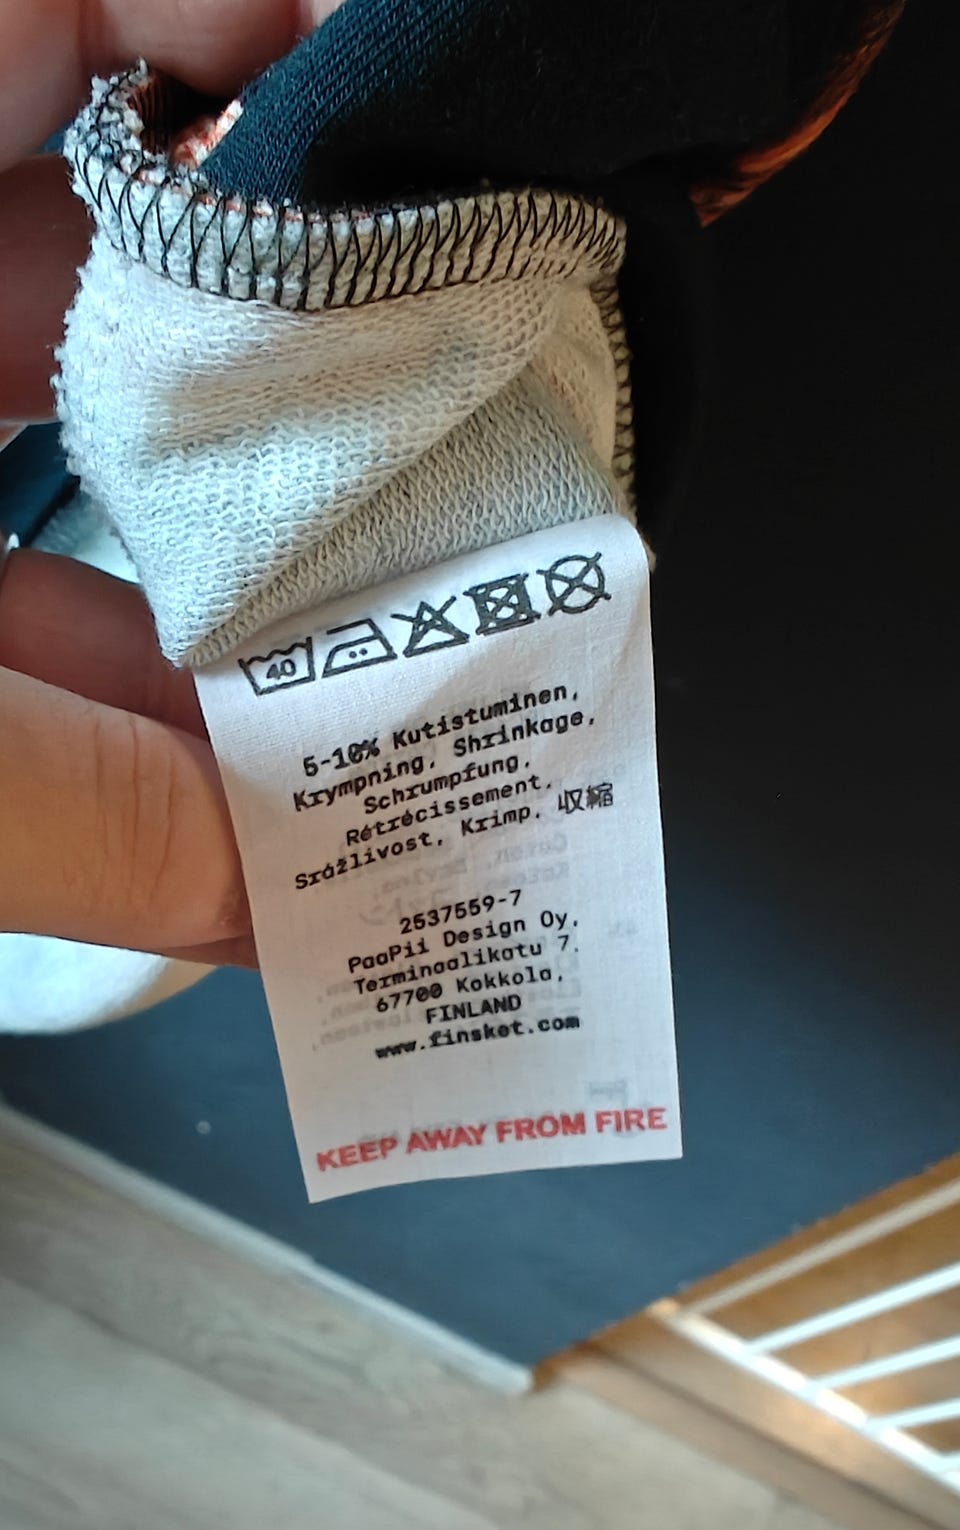 40
5-10% Kutistuminen,
Krympning, Shrinkage,
Schrumpfung,
Rétrécissement,
Srážlivost, Krimp, 収縮
2537559-7
PaaPii Design Oy,
Terminaalikatu 7,
67700 Kokkola,
FINLAND
www.finsket.com
KEEP AWAY FROM FIRE